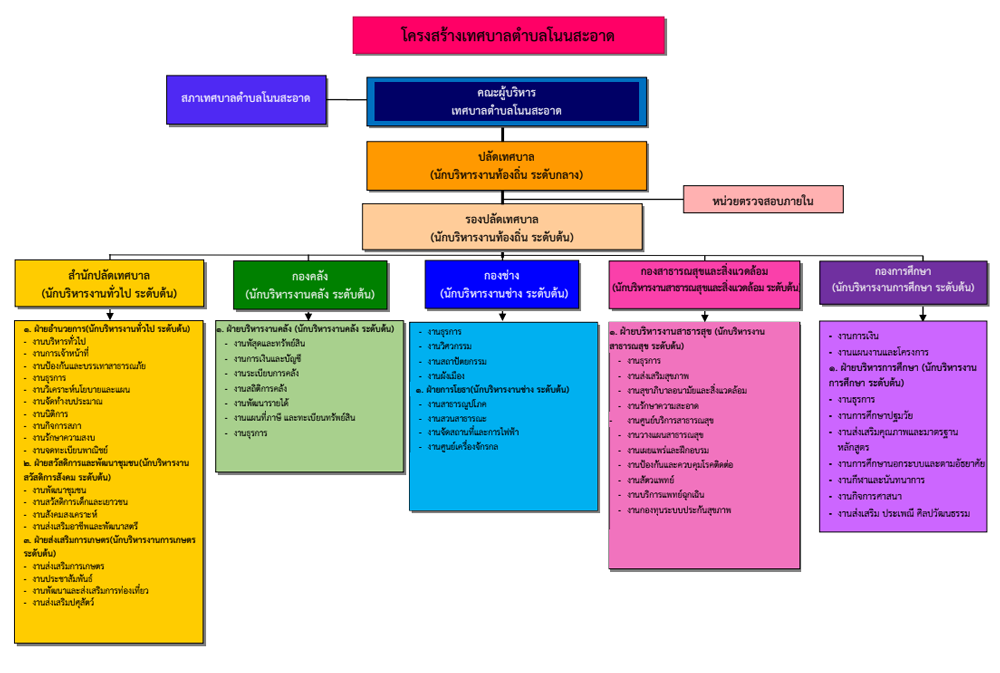 โครงสร้างเทศบาลตำบลโนนสะอาด
สภาเทศบาลตำบลโนนสะอาด
คณะผู้บริหาร
เทศบาลตำบลโนนสะอาด
ปลัดเทศบาล
(นักบริหารงานท้องถิ่น ระดับกลาง)
หน่วยตรวจสอบภายใน
รองปลัดเทศบาล
(นักบริหารงานท้องถิ่น ระดับต้น)
สำนักปลัดเทศบาล
(นักบริหารงานทั่วไป ระดับต้น)
๑. ฝ่ายอำนวยการ(นักบริหารงานทั่วไป ระดับต้น)
- งานบริหารทั่วไป
- งานการเจ้าหน้าที่
- งานป้องกันและบรรเทาสาธารณภัย
- งานธุรการ
- งานวิเคราะห์นโยบายและแผน
- งานจัดทำงบประมาณ
- งานนิติการ
- งานกิจการสภา
- งานรักษาความสงบ
- งานจดทะเบียนพาณิชย์
๒. ฝ่ายสวัสดิการและพัฒนาชุมชน(นักบริหารงาน
สวัสดิการสังคม ระดับต้น)
- งานพัฒนาชุมชน
- งานสวัสดิการเด็กและเยาวชน
- งานสังคมสงเคราะห์
- งานส่งเสริมอาชีพและพัฒนาสตรี
๓. ฝ่ายส่งเสริมการเกษตร(นักบริหารงานการเกษตร
ระดับต้น)
- งานส่งเสริมการเกษตร
- งานประชาสัมพันธ์
- งานพัฒนาและส่งเสริมการท่องเที่ยว
- งานส่งเสริมปศุสัตว์
กองคลัง
(นักบริหารงานคลัง ระดับต้น)
๑. ฝ่ายบริหารงานคลัง (นักบริหารงานคลัง ระดับต้น)
- งานพัสดุและทรัพย์สิน
- งานการเงินและบัญชี
- งานระเบียบการคลัง
- งานสถิติการคลัง
- งานพัฒนารายได้
- งานแผนที่ภาษี และทะเบียนทรัพย์สิน
- งานธุรการ
กองช่าง
(นักบริหารงานช่าง ระดับต้น)
- งานธุรการ
- งานวิศวกรรม
- งานสถาปัตยกรรม
- งานผังเมือง
๑. ฝ่ายการโยธา(นักบริหารงานช่าง ระดับต้น)
- งานสาธารณูปโภค
- งานสวนสาธารณะ
- งานจัดสถานที่และการไฟฟ้า
- งานศูนย์เครื่องจักรกล
กองสาธารณสุขและสิ่งแวดล้อม
(นักบริหารงานสาธารณสุขและสิ่งแวดล้อม ระดับต้น
๑. ฝ่ายบริหารงานสาธารณสุข (นักบริหารงาน
สาธารณสุข ระดับต้น)
- งานธุรการ
- งานส่งเสริมสุขภาพ
- งานสุขาภิบาลอนามัยและสิ่งแวดล้อม
- งานรักษาความสะอาด
- งานศูนย์บริการสาธารณสุข
- งานวางแผนสาธารณสุข
- งานเผยแพร่และฝึกอบรม
- งานป้องกันและควบคุมโรคติดต่อ
- งานสัตวแพทย์
- งานบริการแพทย์ฉุกเฉิน
- งานกองทุนระบบประกันสุขภาพ
กองการศึกษา
(นักบริหารงานการศึกษา ระดับต้น)
- งานการเงิน
- งานแผนงานและโครงการ
๑. ฝ่ายบริหารการศึกษา (นักบริหารงาน
การศึกษา ระดับต้น)
- งานธุรการ
- งานการศึกษาปฐมวัย
- งานส่งเสริมคุณภาพและมาตรฐาน
หลักสูตร
- งานการศึกษานอกระบบและตามอัธยาศัย
- งานกีฬาและนันทนาการ
- งานกิจการศาสนา
- งานส่งเสริม ประเพณี ศิลปวัฒนธรรม